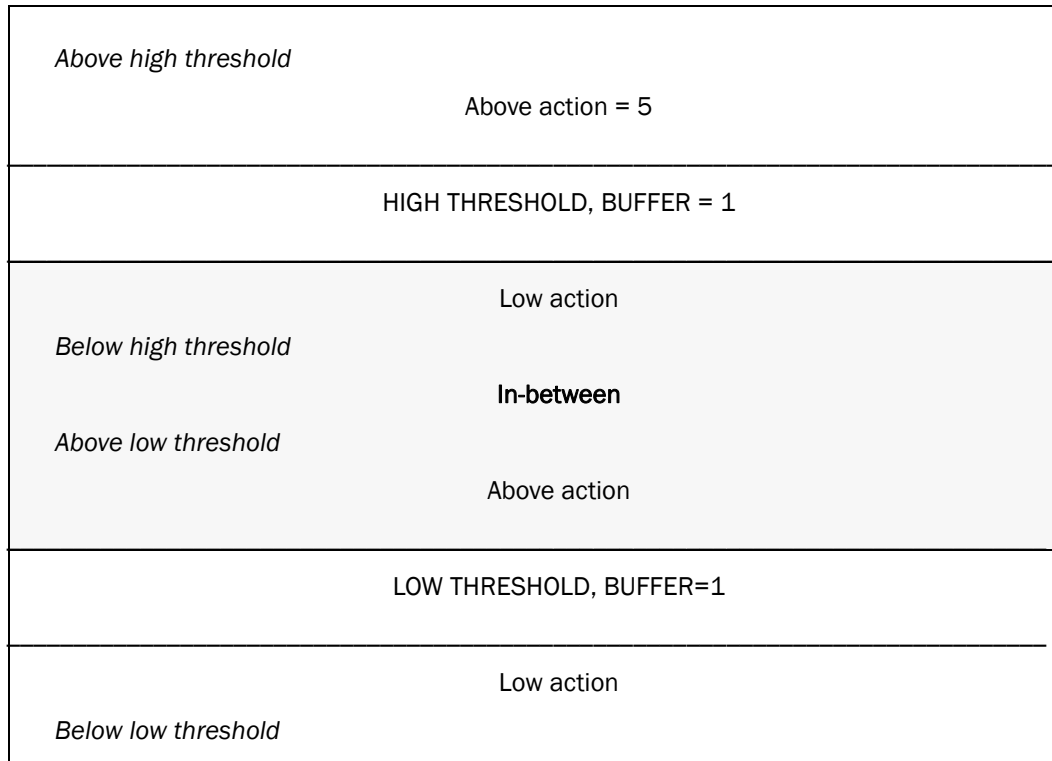 Above high threshold
Above action = 5
HIGH THRESHOLD, BUFFER = 1
Low action
Below high threshold
In-between
Above low threshold
Above action
LOW THRESHOLD, BUFFER=1
Low action
Below low threshold